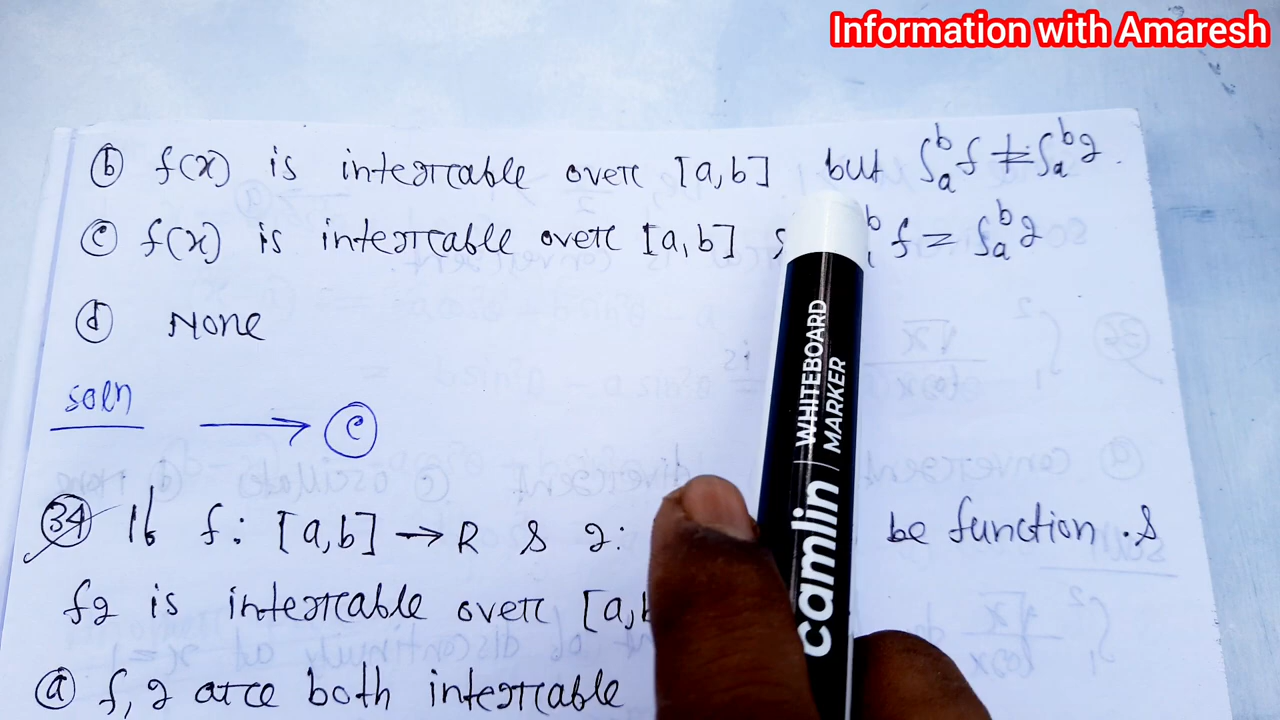 Information with Amaresh
(b) f(x) is integrable over [a,b] but ∫ₐᵇ f ≠ ∫ₐᵇ g.
(c) f(x) is integrable over [a,b] & f = ∫ₐᵇ g
(d) None
soln → (c)
(34) If f: [a,b] → R & g: be function. &
fg is integrable over [a,b
(a) f, g are both integrable
camlin WHITEBOARD MARKER